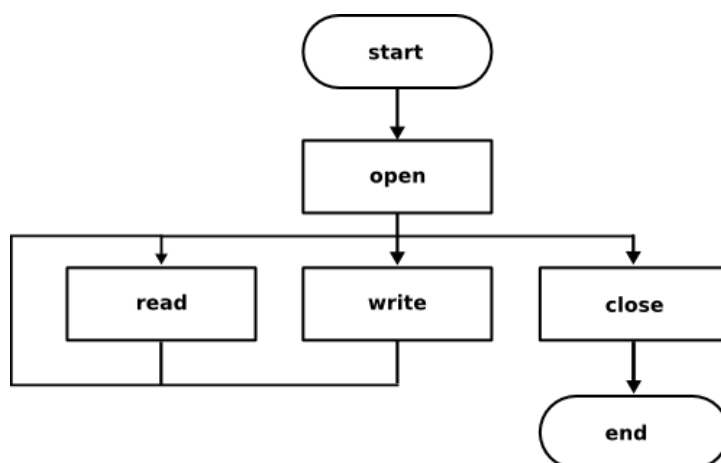 start
open
read
write
close
end